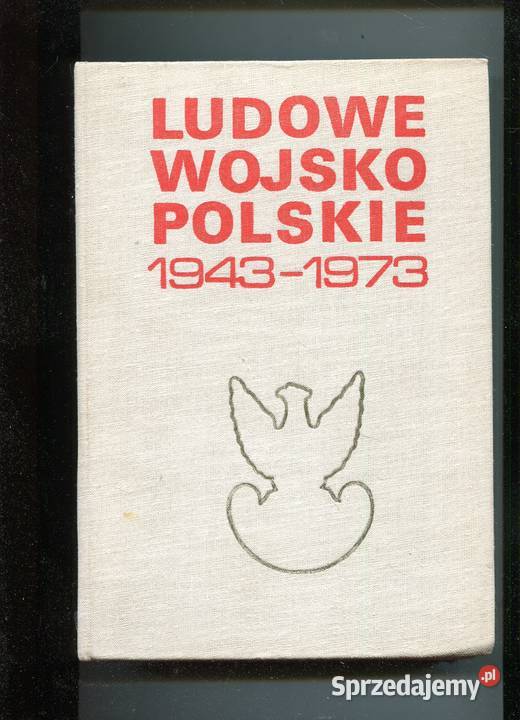 LUDOWE
WOJSKO
POLSKIE
1943-1973
Sprzedajemy.pl